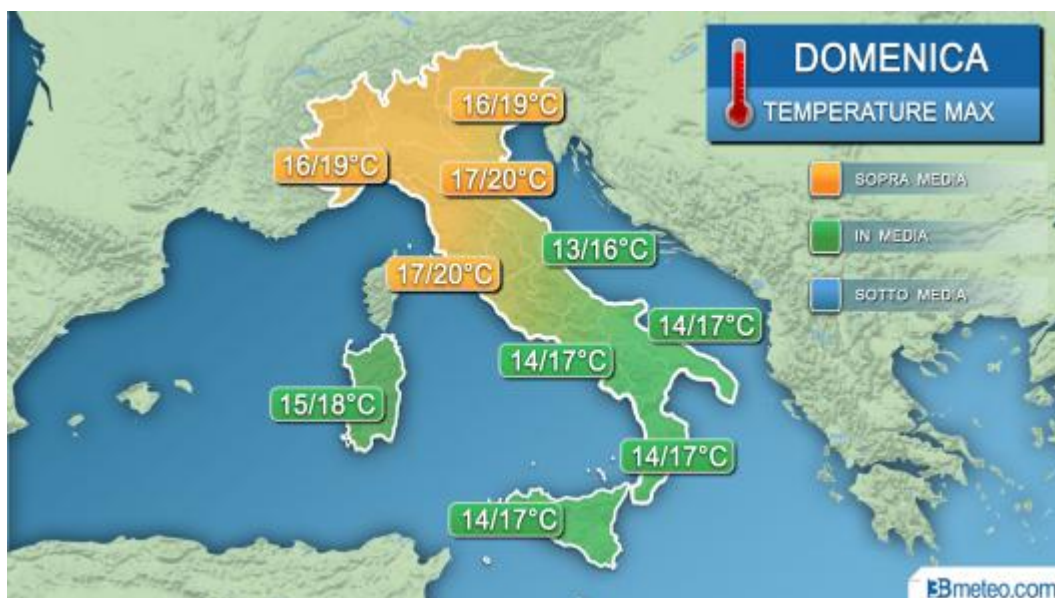 DOMENICA
TEMPERATURE MAX
16/19°C
16/19°C
17/20°C
SOPRA MEDIA
13/16°C
IN MEDIA
17/20°C
SOTTO MEDIA
14/17°C
14/17°C
15/18°C
14/17°C
14/17°C
3Bmeteo.com